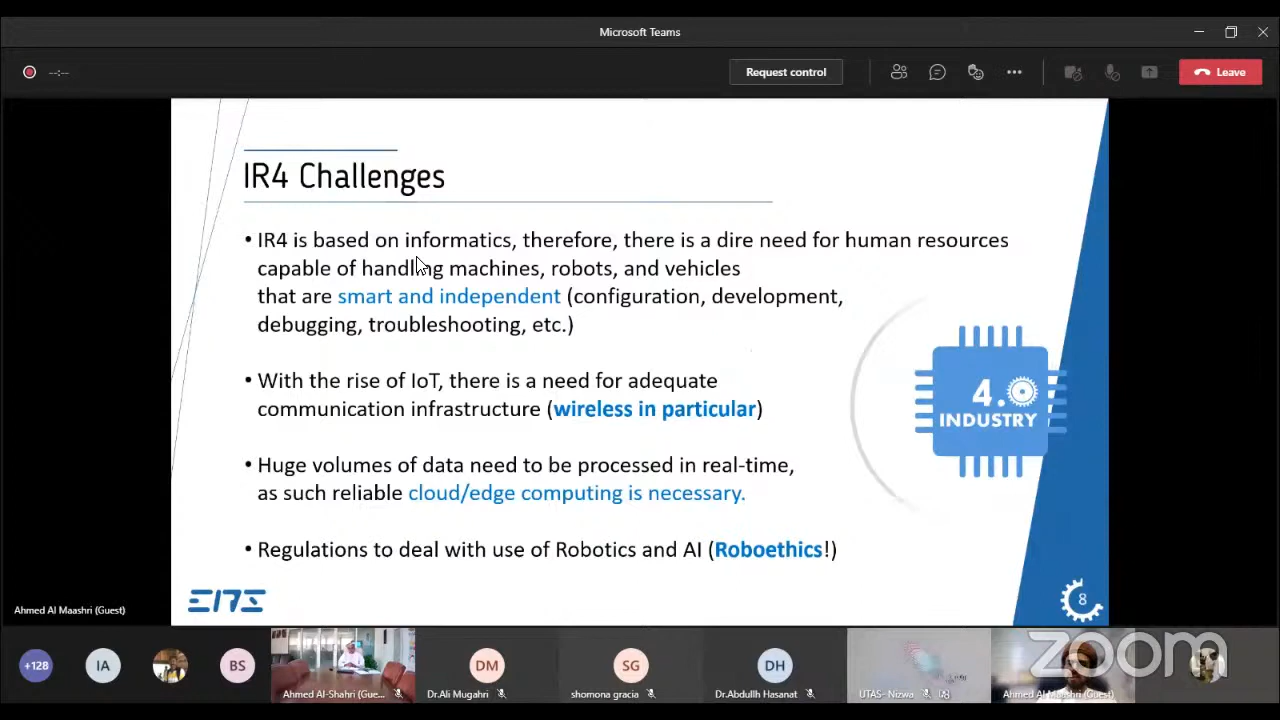 Microsoft Teams
--:--
Request control
Leave
IR4 Challenges
• IR4 is based on informatics, therefore, there is a dire need for human resources
capable of handling machines, robots, and vehicles
that are smart and independent (configuration, development,
debugging, troubleshooting, etc.)
• With the rise of IoT, there is a need for adequate
communication infrastructure (wireless in particular)
• Huge volumes of data need to be processed in real-time,
as such reliable cloud/edge computing is necessary.
• Regulations to deal with use of Robotics and AI (Roboethics!)
4.0
INDUSTRY
8
Ahmed Al Maashri (Guest)
+128
IA
BS
Ahmed Al-Shahri (Gue...
DM
Dr.Ali Mugahri
SG
shomona gracia
DH
Dr.Abdullh Hasanat
UTAS-Nizwa
Ahmed Al Maashri (Guest)
zoom